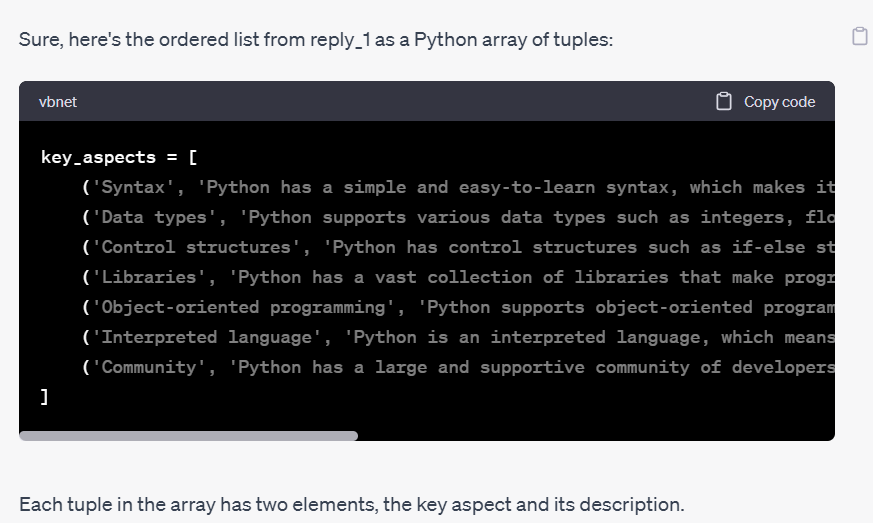 Sure, here's the ordered list from reply_1 as a Python array of tuples:
vbnet Copy code
key_aspects = [
    ('Syntax', 'Python has a simple and easy-to-learn syntax, which makes it
    ('Data types', 'Python supports various data types such as integers, flo
    ('Control structures', 'Python has control structures such as if-else st
    ('Libraries', 'Python has a vast collection of libraries that make progr
    ('Object-oriented programming', 'Python supports object-oriented program
    ('Interpreted language', 'Python is an interpreted language, which means
    ('Community', 'Python has a large and supportive community of developers
]
Each tuple in the array has two elements, the key aspect and its description.